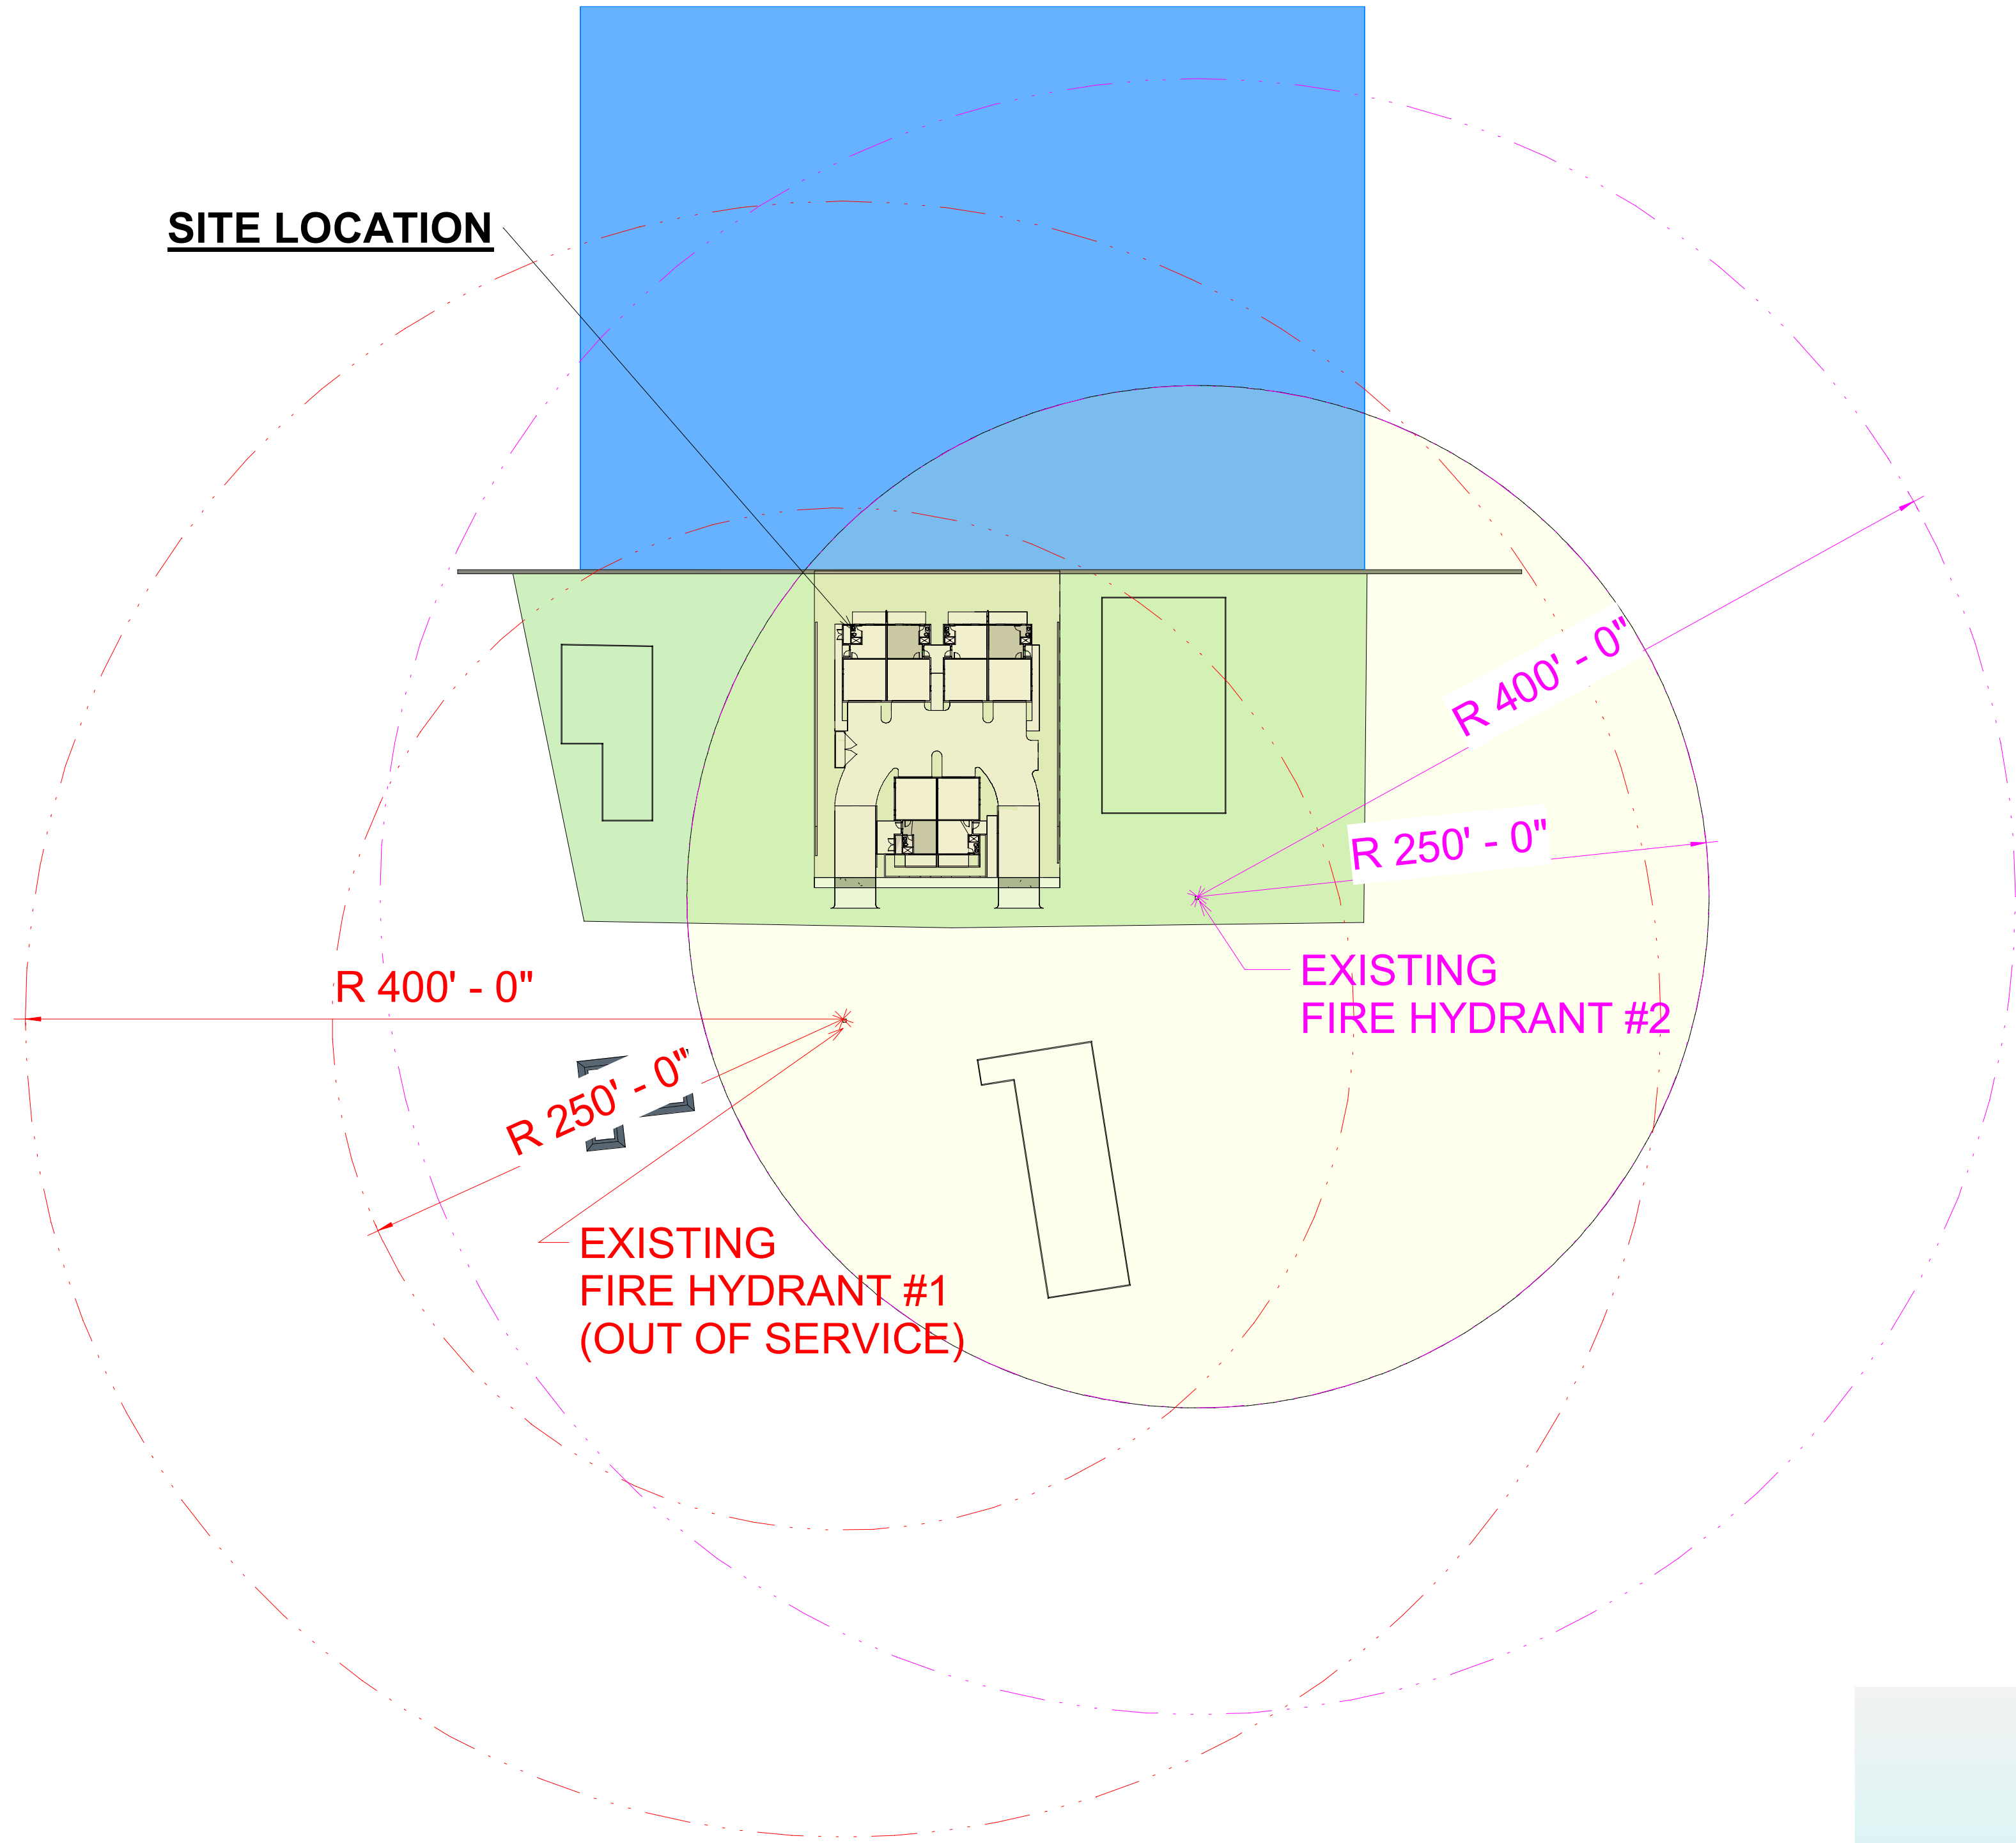 SITE LOCATION
R 400' - 0"
R 250' - 0"
EXISTING
FIRE HYDRANT #2
R 400' - 0"
R 250' - 0"
EXISTING
FIRE HYDRANT #1
(OUT OF SERVICE)